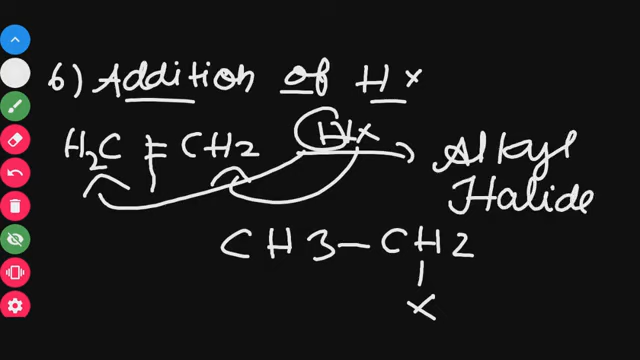 6) Addition of HX
H2C = CH2 HX → Alkyl
Halide
CH3 — CH2
|
X